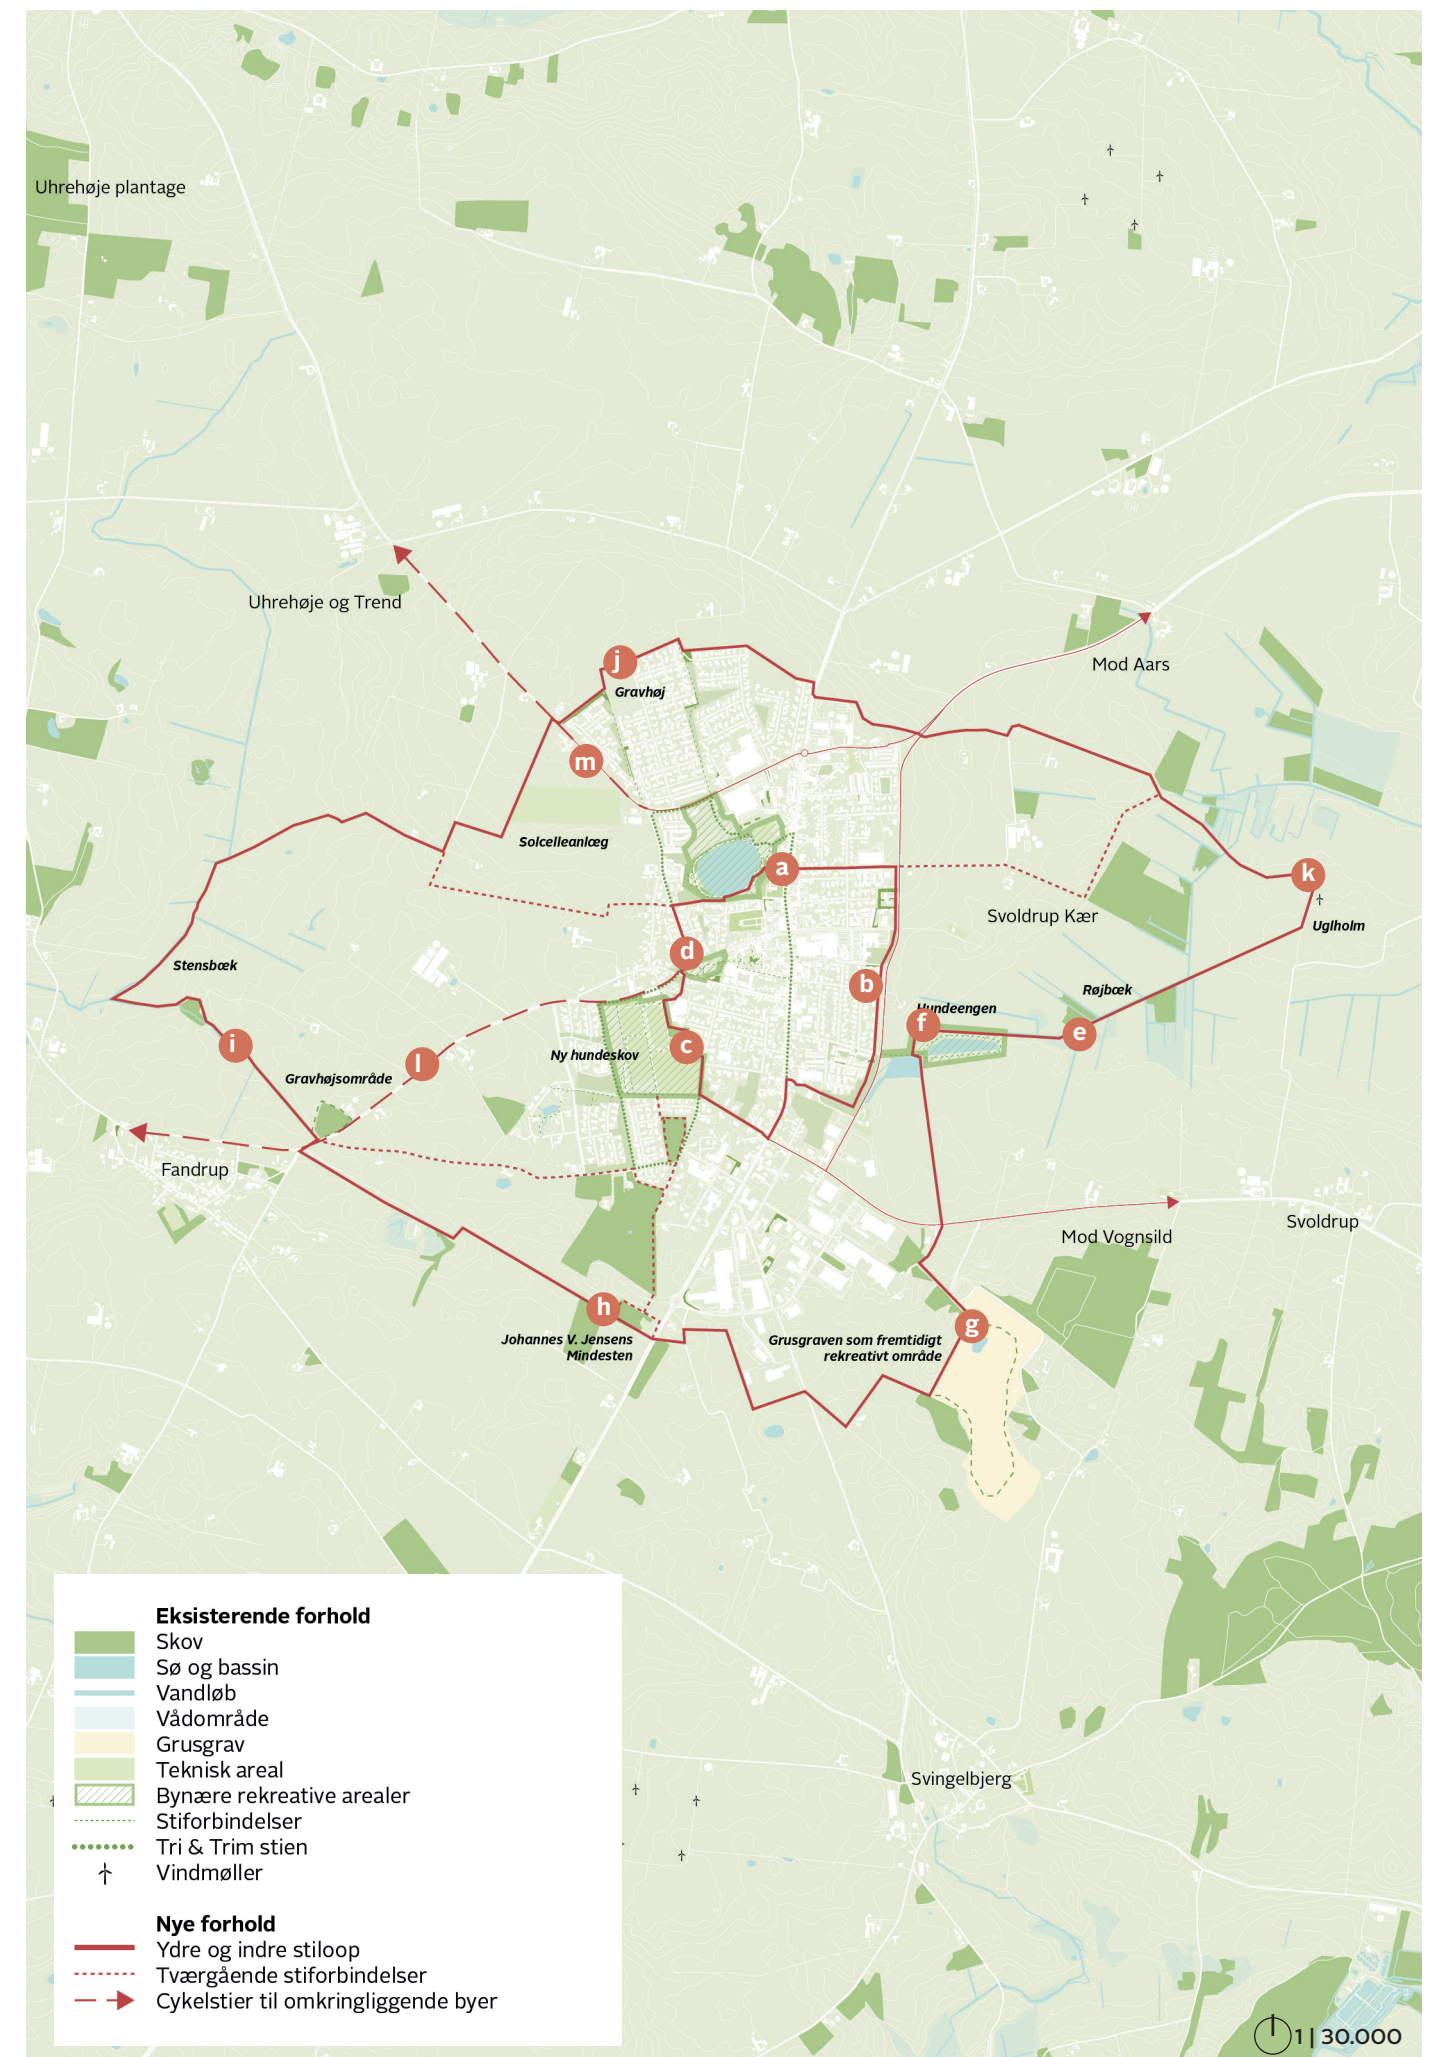 Uhrehøje plantage
Uhrehøje og Trend
j
Gravhøj
Mod Aars
m
Solcelleanlæg
a
k
Svoldrup Kær
Uglholm
d
Stensbæk
b
Røjbæk
Hundeengen
f
e
i
c
l
Ny hundeskov
Gravhøjsområde
Fandrup
Mod Vognsild
Svoldrup
h
g
Johannes V. Jensens
Mindesten
Grusgraven som fremtidigt
rekreativt område
Svingelbjerg
Eksisterende forhold
Skov
Sø og bassin
Vandløb
Vådområde
Grusgrav
Teknisk areal
Bynære rekreative arealer
Stiforbindelser
Tri & Trim stien
Vindmøller
Nye forhold
Ydre og indre stiloop
Tværgående stiforbindelser
Cykelstier til omkringliggende byer
1 | 30.000